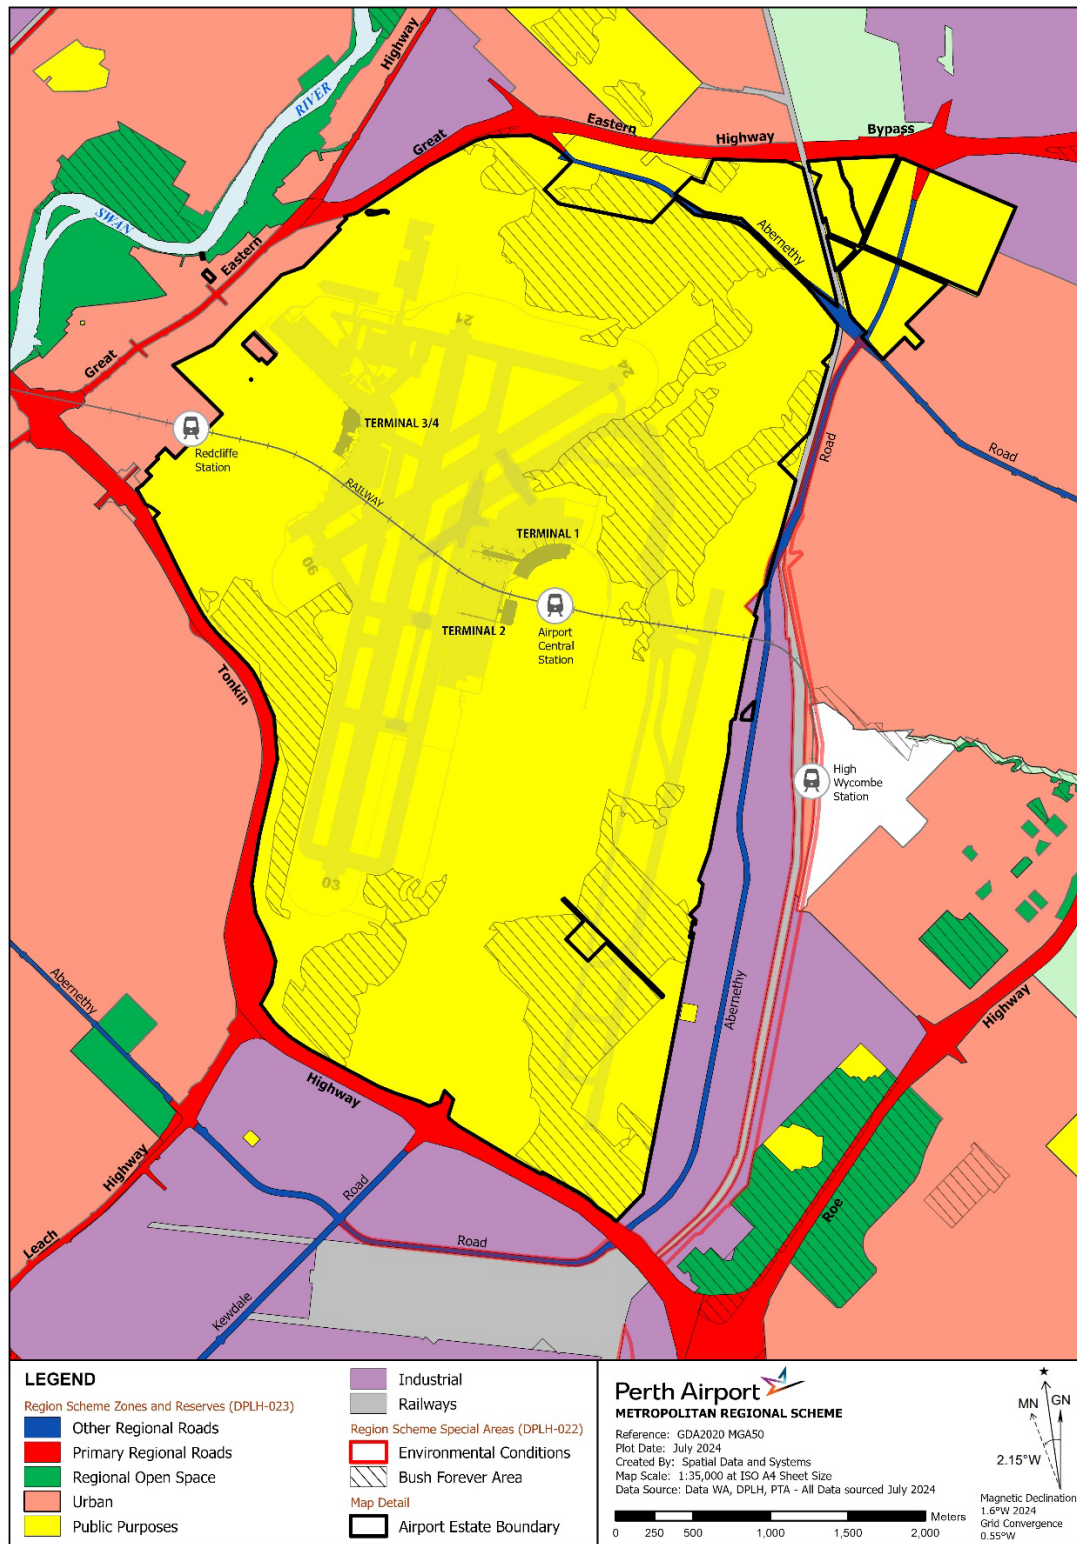 Highway
RIVER
Great
Eastern
Highway
Bypass
SWAN
Eastern
Abernethy
21
24
Great
TERMINAL 3/4
Redcliffe
Station
Road
Road
RAILWAY
TERMINAL 1
06
TERMINAL 2
Airport
Central
Station
Tonkin
High
Wycombe
Station
03
Abernethy
Abernethy
Highway
Highway
Highway
Road
Roe
Leach
Road
Kewdale
LEGEND
Region Scheme Zones and Reserves (DPLH-023)
Other Regional Roads
Primary Regional Roads
Regional Open Space
Urban
Public Purposes
Industrial
Railways
Region Scheme Special Areas (DPLH-022)
Environmental Conditions
Bush Forever Area
Map Detail
Airport Estate Boundary
Perth Airport
METROPOLITAN REGIONAL SCHEME
Reference: GDA2020 MGA50
Plot Date: July 2024
Created By: Spatial Data and Systems
Map Scale: 1:35,000 at ISO A4 Sheet Size
Data Source: Data WA, DPLH, PTA - All Data sourced July 2024
Meters
0 250 500 1,000 1,500 2,000
MN GN
2.15°W
Magnetic Declination
1.6°W 2024
Grid Convergence
0.55°W